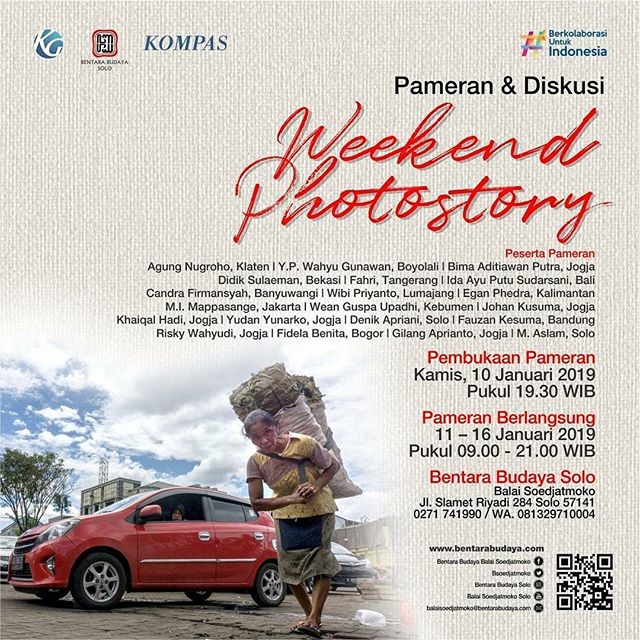 KG
BENTARA BUDAYA
SOLO
KOMPAS
#
Berkolaborasi
Untuk
Indonesia
Pameran & Diskusi
Weekend
Photostory
Peserta Pameran
Agung Nugroho, Klaten | Y.P. Wahyu Gunawan, Boyolali | Bima Aditiawan Putra, Jogja
Didik Sulaeman, Bekasi | Fahri, Tangerang | Ida Ayu Putu Sudarsani, Bali
Candra Firmansyah, Banyuwangi | Wibi Priyanto, Lumajang | Egan Phedra, Kalimantan
M.I. Mappasange, Jakarta | Wean Guspa Upadhi, Kebumen | Johan Kusuma, Jogja
Khaiqal Hadi, Jogja | Yudan Yunarko, Jogja | Denik Apriani, Solo | Fauzan Kesuma, Bandung
Risky Wahyudi, Jogja | Fidela Benita, Bogor | Gilang Aprianto, Jogja | M. Aslam, Solo
Pembukaan Pameran
Kamis, 10 Januari 2019
Pukul 19.30 WIB
Pameran Berlangsung
11 – 16 Januari 2019
Pukul 09.00 - 21.00 WIB
Bentara Budaya Solo
Balai Soedjatmoko
Jl. Slamet Riyadi 284 Solo 57141
0271 741990 / WA. 081329710004
www.bentarabudaya.com
Bentara Budaya Balai Soedjatmoko
Bsoedjatmoko
Bentara Budaya Solo
Balai Soedjatmoko Solo
balaisoedjatmoko@bentarabudaya.com